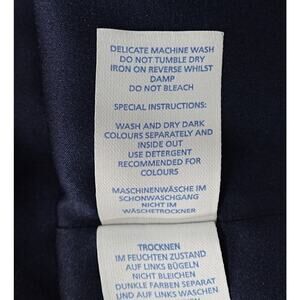 DELICATE MACHINE WASH
DO NOT TUMBLE DRY
IRON ON REVERSE WHILST
DAMP
DO NOT BLEACH
SPECIAL INSTRUCTIONS:
WASH AND DRY DARK
COLOURS SEPARATELY AND
INSIDE OUT
USE DETERGENT
RECOMMENDED FOR
COLOURS
MASCHINENWÄSCHE IM
SCHONWASCHGANG
NICHT IM
WÄSCHETROCKNER
TROCKNEN
IM FEUCHTEN ZUSTAND
AUF LINKS BÜGELN
NICHT BLEICHEN
DUNKLE FARBEN SEPARAT
UND AUF LINKS WASCHEN